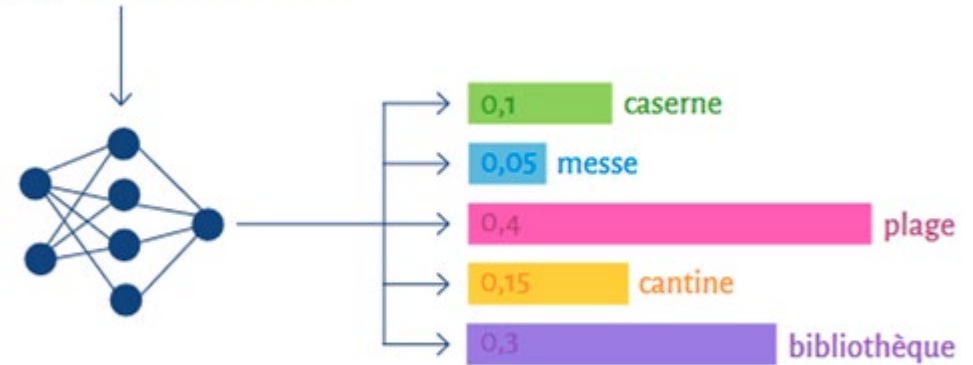 0,1 caserne
0,05 messe
0,4 plage
0,15 cantine
0,3 bibliothèque